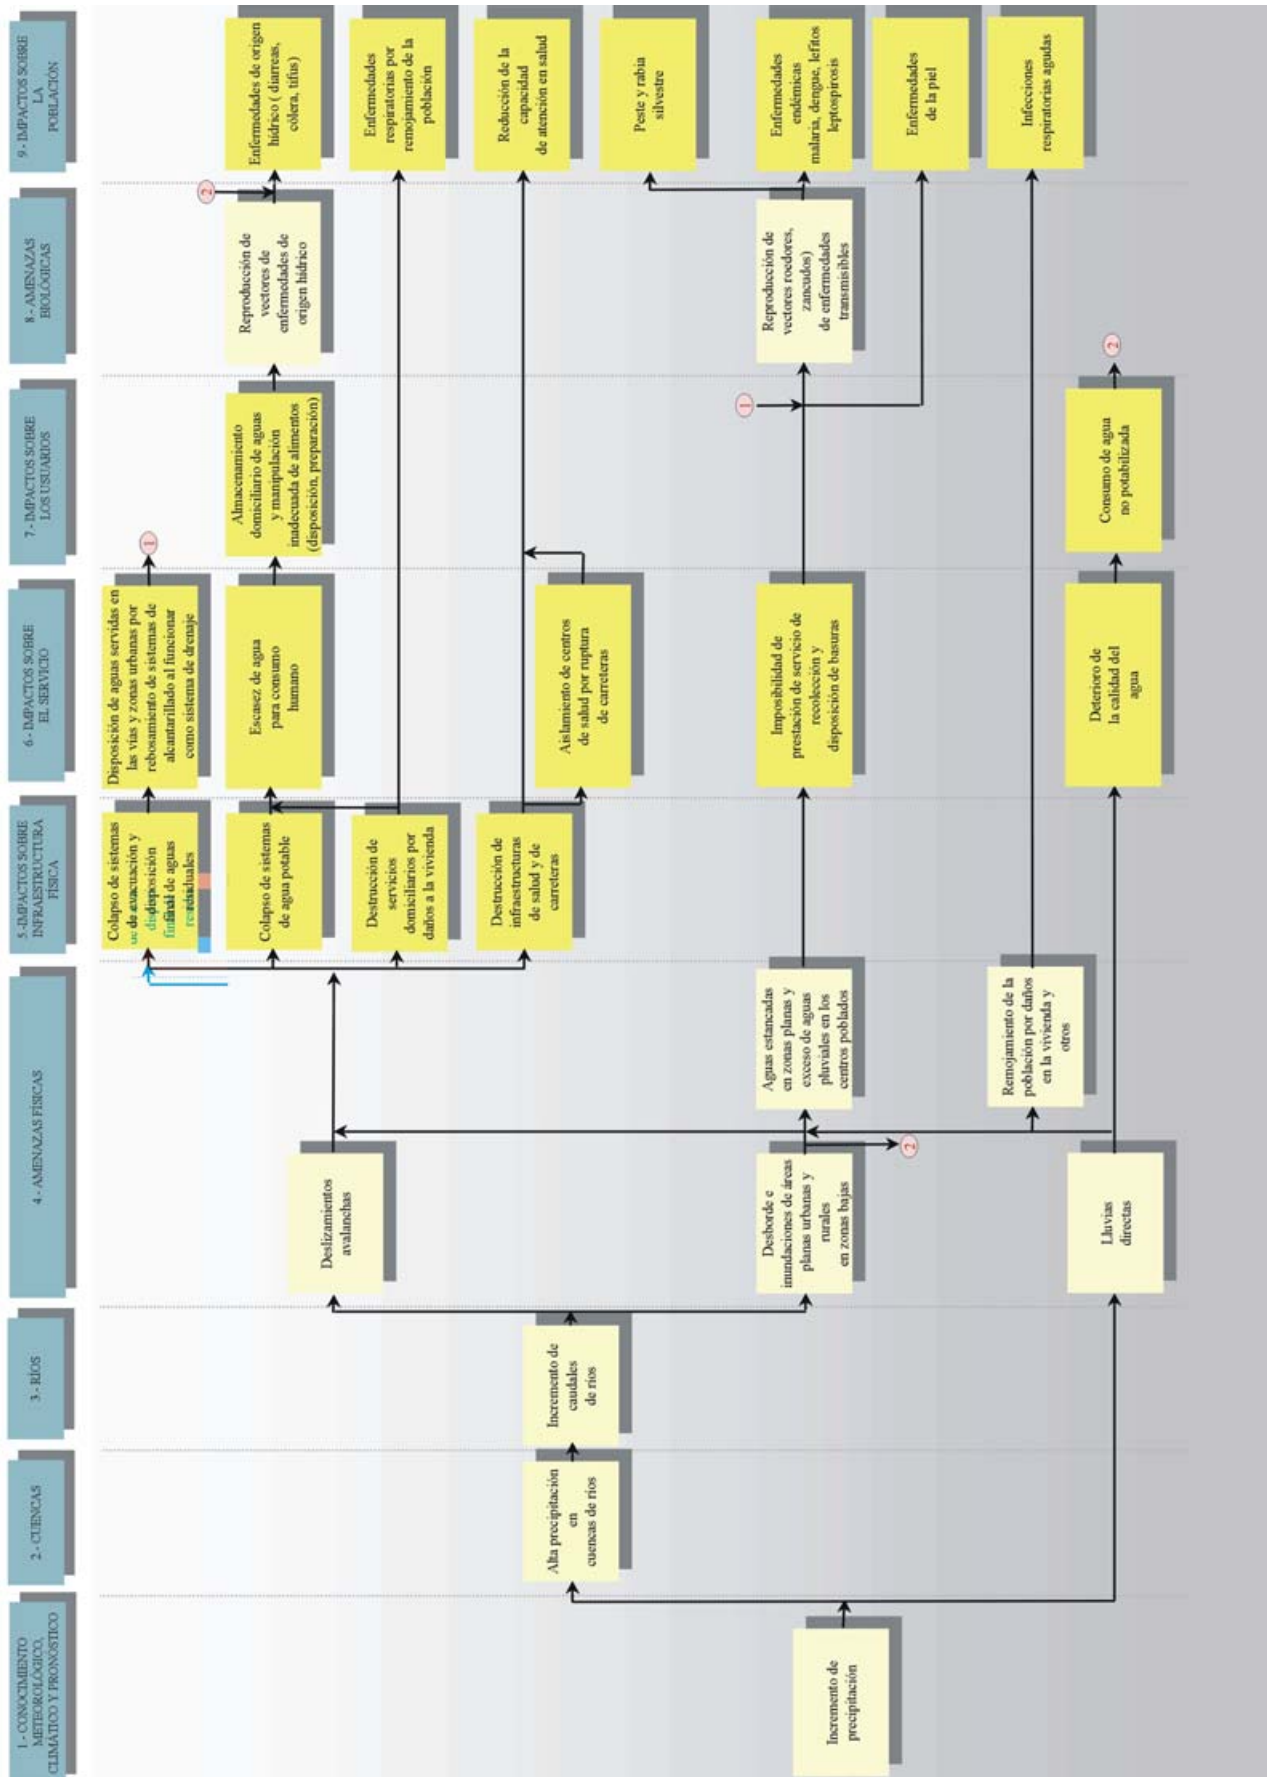 1 - CONOCIMIENTO
METEOROLÓGICO,
CLIMÁTICO Y PRONÓSTICO
2 - CUENCAS
3 - RÍOS
4 - AMENAZAS FÍSICAS
5 -IMPACTOS SOBRE
INFRAESTRUCTURA
FÍSICA
6 - IMPACTOS SOBRE
EL SERVICIO
7 - IMPACTOS SOBRE
LOS USUARIOS
8 - AMENAZAS
BIOLÓGICAS
9 - IMPACTOS SOBRE
LA
POBLACIÓN
Incremento de
precipitación
Alta precipitación
en
cuencas de ríos
Incremento de
caudales
de ríos
Deslizamientos
avalanchas
Desborde e
inundaciones de áreas
planas urbanas y
rurales
en zonas bajas
Lluvias
directas
2
Aguas estancadas
en zonas planas y
exceso de aguas
pluviales en los
centros poblados
Remojamiento de la
población por daños
en la vivienda y
otros
Colapso de sistemas
de evacuación y
disposición
final de aguas
residuales
Colapso de sistemas
de agua potable
Destrucción de
servicios
domiciliarios por
daños a la vivienda
Destrucción de
infraestructuras
de salud y de
carreteras
Disposición de aguas servidas en
las vías y zonas urbanas por
rebosamiento de sistemas de
alcantarillado al funcionar
como sistema de drenaje
1
Escasez de agua
para consumo
humano
Aislamiento de centros
de salud por ruptura
de carreteras
Imposibilidad de
prestación de servicio de
recolección y
disposición de basuras
Deterioro de
la calidad del
agua
Almacenamiento
domiciliario de aguas
y manipulación
inadecuada de alimentos
(disposición, preparación)
1
Consumo de agua
no potabilizada
2
Reproducción de
vectores de
enfermedades de
origen hídrico
2
Reproducción de
vectores roedores,
zancudos)
de enfermedades
transmisibles
Enfermedades de origen
hídrico ( diarreas,
cólera, tifus)
Enfermedades
respiratorias por
remojamiento de la
población
Reducción de la
capacidad
de atención en salud
Peste y rabia
silvestre
Enfermedades
endémicas
malaria, dengue, lefitos
leptospirosis
Enfermedades
de la piel
Infecciones
respiratorias agudas